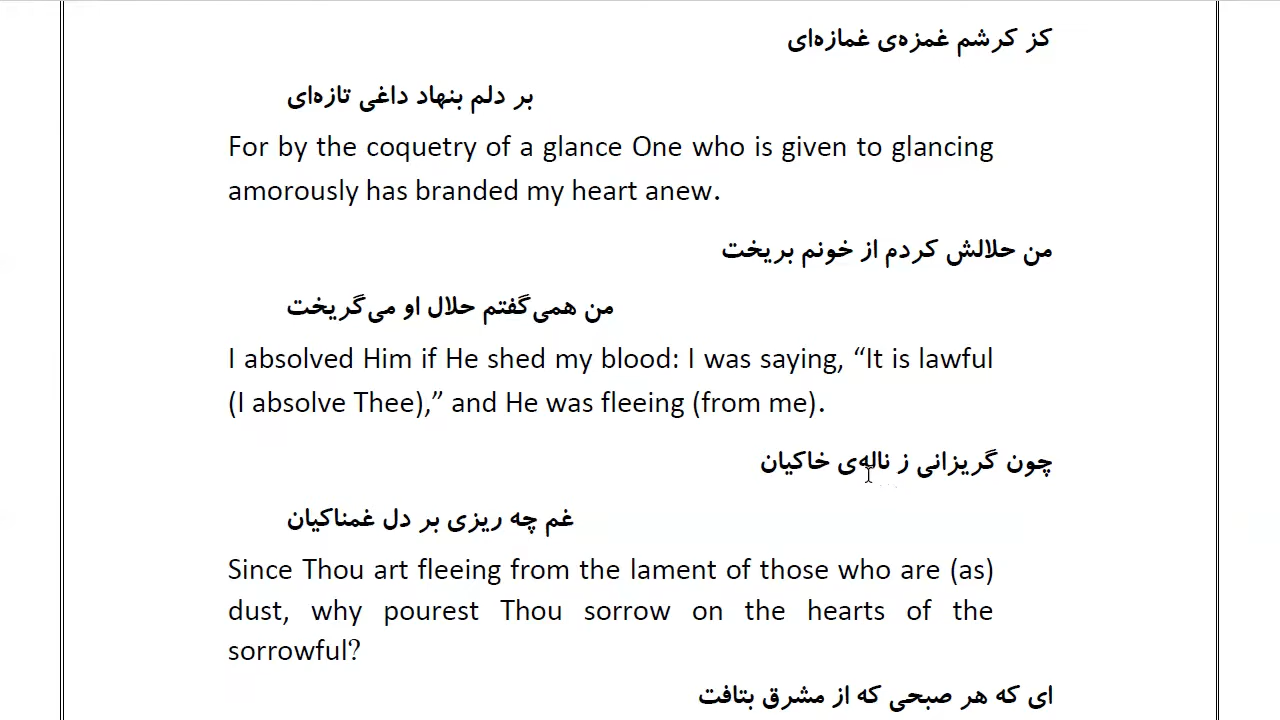 کز کرشم غمزه‌ی غمازه‌ای
بر دلم بنهاد داغی تازه‌ای
For by the coquetry of a glance One who is given to glancing
amorously has branded my heart anew.
من حلالش کردم از خونم بریخت
من همی‌گفتم حلال او می‌گریخت
I absolved Him if He shed my blood: I was saying, “It is lawful
(I absolve Thee),” and He was fleeing (from me).
چون گریزانی ز ناله‌ی خاکیان
غم چه ریزی بر دل غمناکیان
Since Thou art fleeing from the lament of those who are (as)
dust, why pourest Thou sorrow on the hearts of the
sorrowful?
ای که هر صبحی که از مشرق بتافت